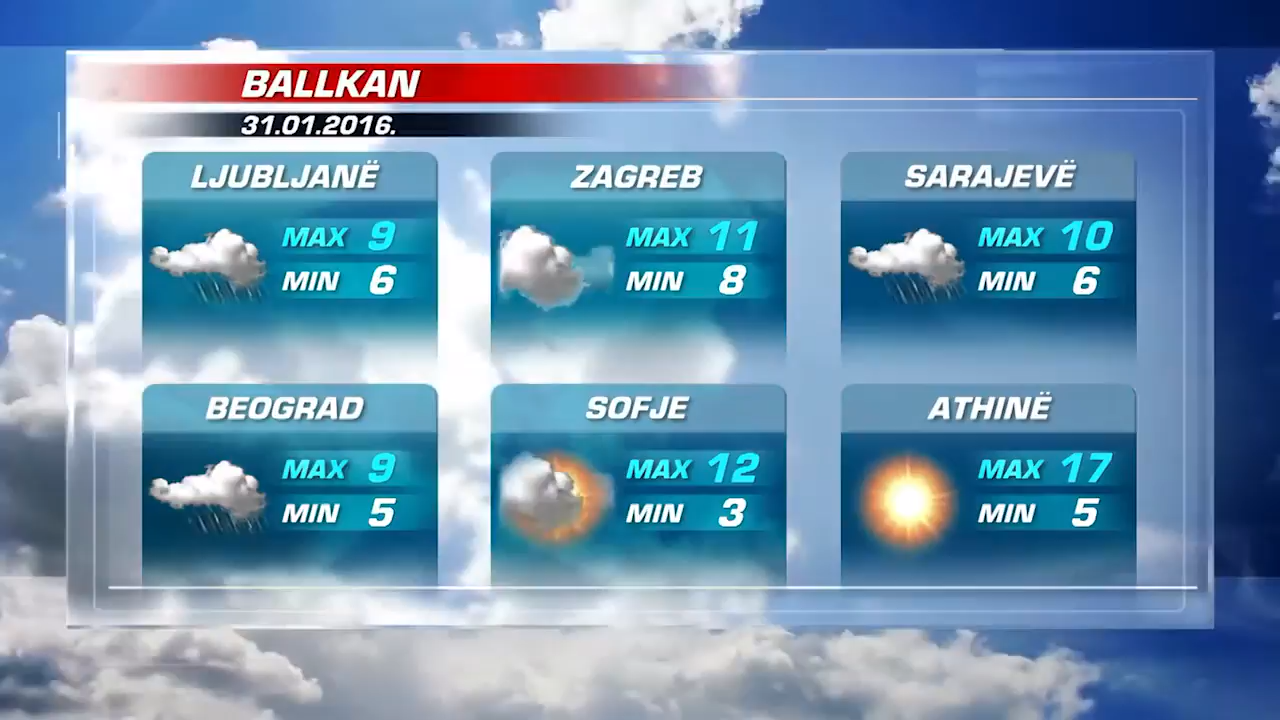 BALLKAN
31.01.2016.
LJUBLJANË
MAX 9
MIN 6
ZAGREB
MAX 11
MIN 8
SARAJEVË
MAX 10
MIN 6
BEOGRAD
MAX 9
MIN 5
SOFJE
MAX 12
MIN 3
ATHINË
MAX 17
MIN 5